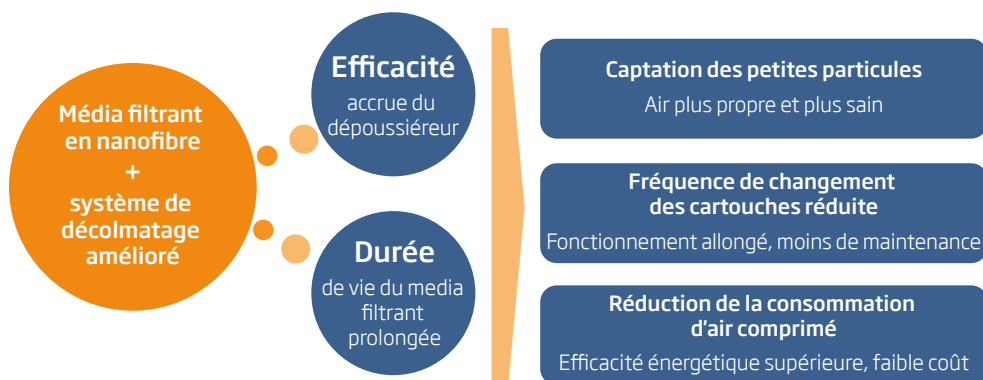 Média filtrant
en nanofibre
+
système de
décolmatage
amélioré
Efficacité
accrue du
dépoussiéreur
Durée
de vie du media
filtrant
prolongée
Captation des petites particules
Air plus propre et plus sain
Fréquence de changement
des cartouches réduite
Fonctionnement allongé, moins de maintenance
Réduction de la consommation
d'air comprimé
Efficacité énergétique supérieure, faible coût